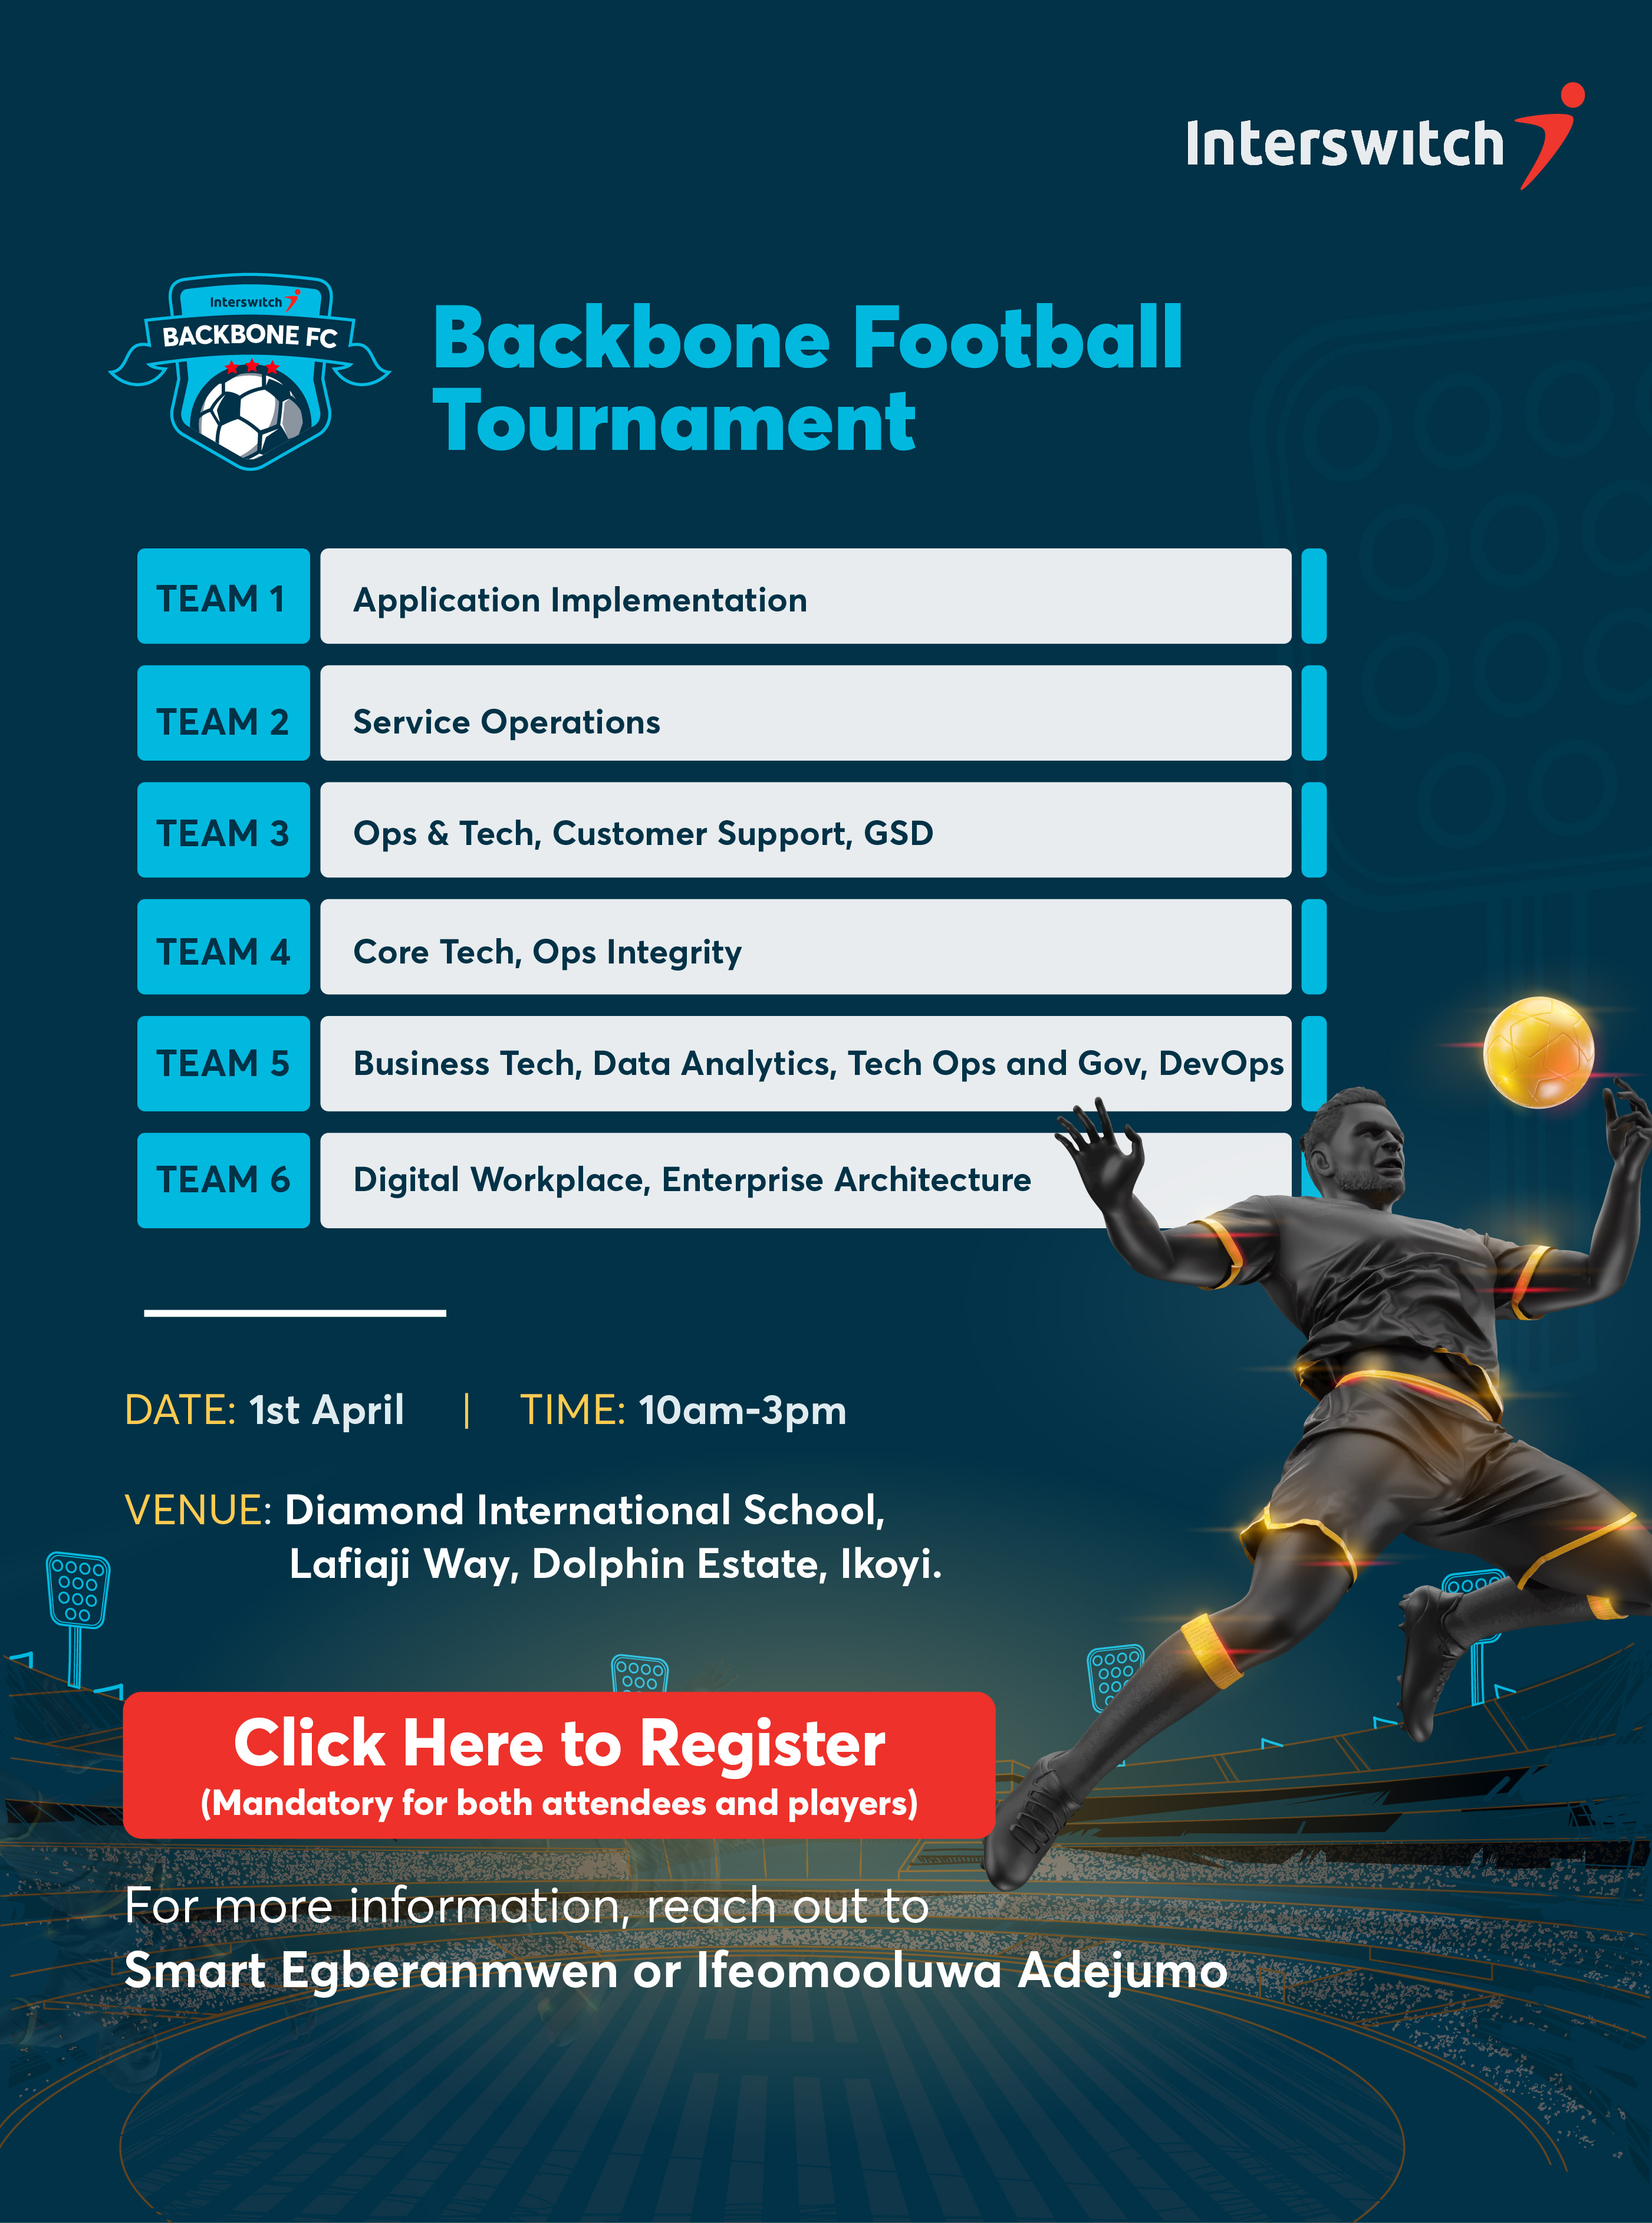 Interswitch
Interswitch
BACKBONE FC
Backbone Football
Tournament
TEAM 1 Application Implementation
TEAM 2 Service Operations
TEAM 3 Ops & Tech, Customer Support, GSD
TEAM 4 Core Tech, Ops Integrity
TEAM 5 Business Tech, Data Analytics, Tech Ops and Gov, DevOps
TEAM 6 Digital Workplace, Enterprise Architecture
DATE: 1st April | TIME: 10am-3pm
VENUE: Diamond International School,
Lafiaji Way, Dolphin Estate, Ikoyi.
Click Here to Register
(Mandatory for both attendees and players)
For more information, reach out to
Smart Egberanmwen or Ifeomooluwa Adejumo